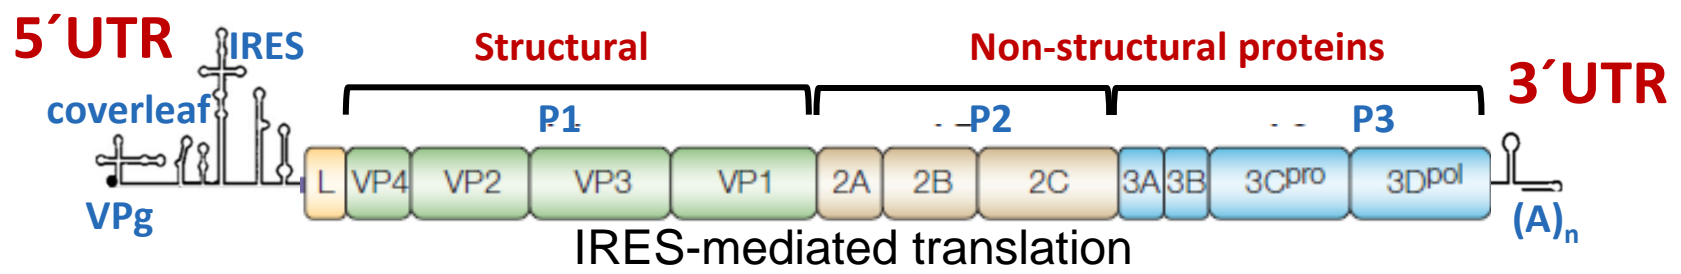 5´UTR
IRES
Structural
Non-structural proteins
3´UTR
coverleaf
P1
P2
P3
L VP4 VP2 VP3 VP1 2A 2B 2C 3A 3B 3Cpro 3Dpol
VPg
(A)n
IRES-mediated translation